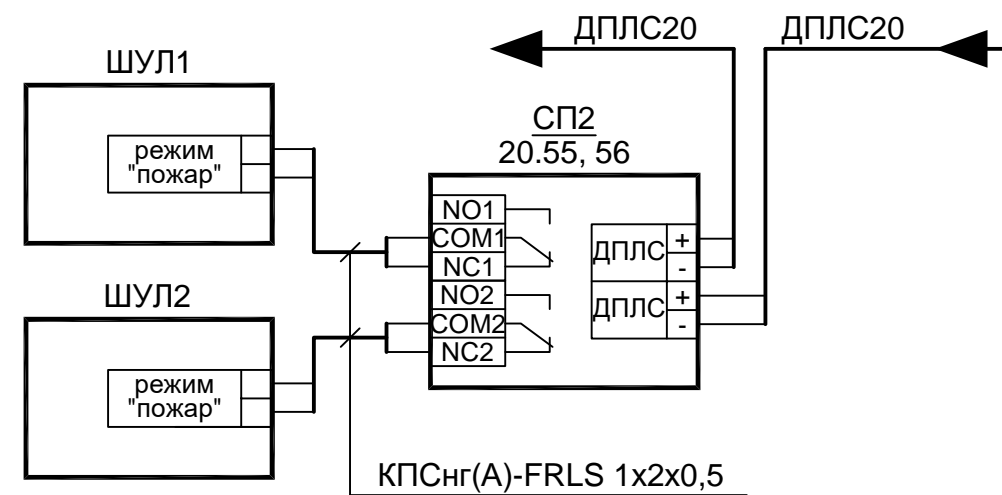 ДПЛС20
ДПЛС20
ШУЛ1
режим
"пожар"
СП2
20.55, 56
NO1
COM1
NC1
NO2
COM2
NC2
ДПЛС
+
-
ДПЛС
+
-
ШУЛ2
режим
"пожар"
КПСнг(А)-FRLS 1х2х0,5